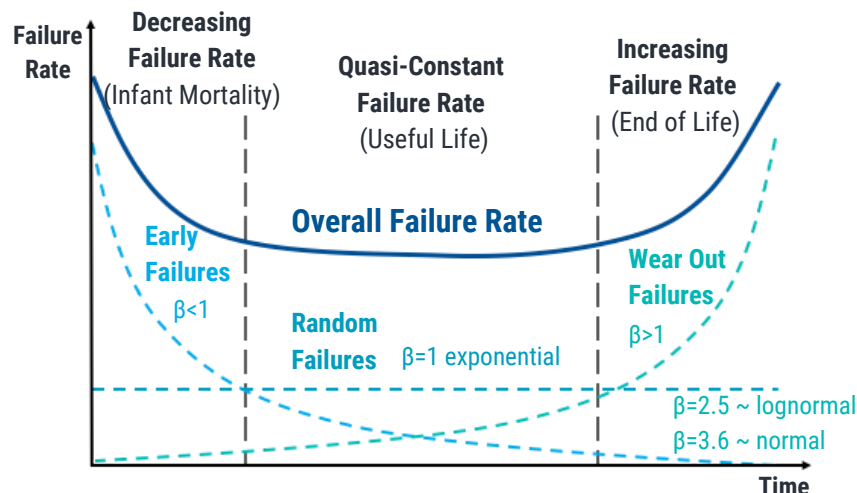 Failure
Rate
Decreasing
Failure Rate
(Infant Mortality)
Quasi-Constant
Failure Rate
(Useful Life)
Increasing
Failure Rate
(End of Life)
Overall Failure Rate
Early
Failures
β<1
Random
Failures
β=1 exponential
Wear Out
Failures
β>1
β=2.5 ~ lognormal
β=3.6 ~ normal
Time